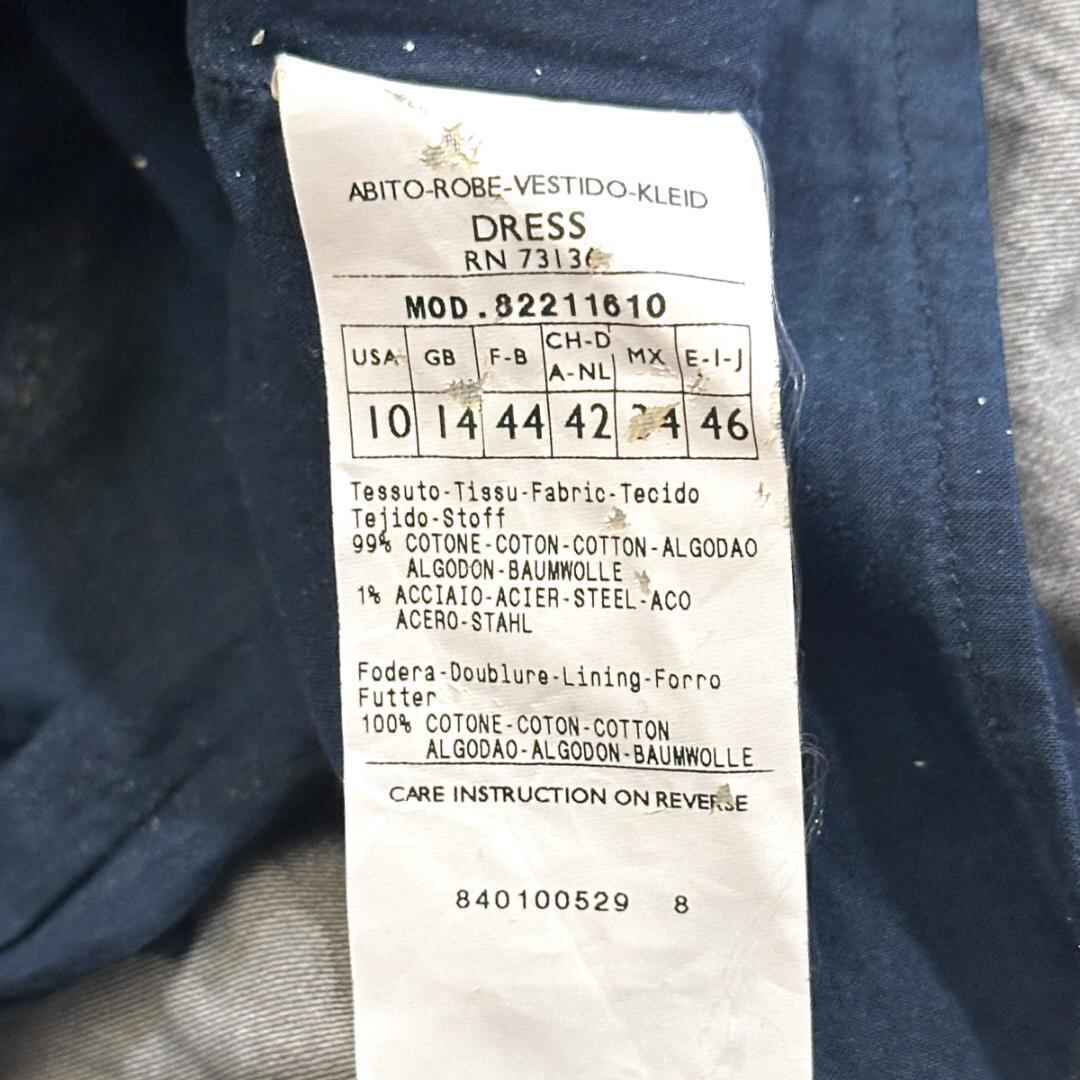 ABITO-ROBE-VESTIDO-KLEID
DRESS
RN
MOD.82211610
USA GB F-B CH-D A-NL MX E-I-J
10 14 44 42 46
Tessuto-Tissu-Fabric-Tecido
Tejido-Stoff
99% COTONE-COTON-COTTON-ALGODAO
ALGODON-BAUMWOLLE
1% ACCIAIO-ACIER-STEEL-ACO
ACERO-STAHL
Fodera-Doublure-Lining-Forro
Futter
100% COTONE-COTON-COTTON
ALGODAO-ALGODON-BAUMWOLLE
CARE INSTRUCTION ON REVERSE
840100529 8